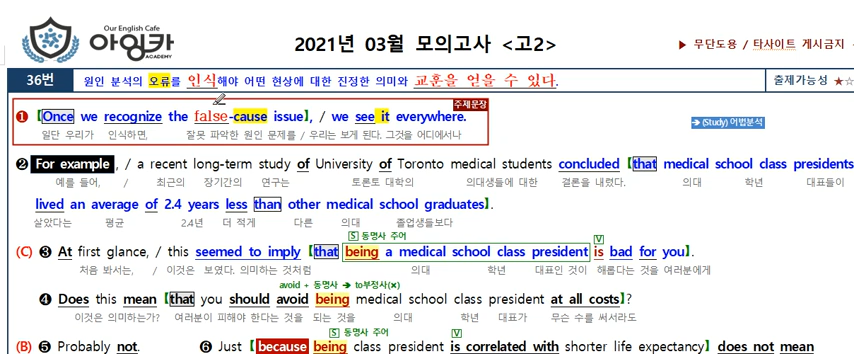 Our English Cafe
아잉카
ACADEMY
2021년 03월 모의고사 <고2>
▶ 무단도용 / 타사이트 게시금지
36번 원인 분석의 오류를 인식해야 어떤 현상에 대한 진정한 의미와 교훈을 얻을 수 있다. 출제가능성 ★☆
주제문장
❶ 【Once we recognize the false-cause issue】, / we see it everywhere.
일단 우리가 인식하면, 잘못 파악한 원인 문제를 / 우리는 보게 된다. 그것을 어디에서나
➔ (Study) 어법분석
❷ For example, / a recent long-term study of University of Toronto medical students concluded 【that medical school class presidents
예를 들어, / 최근의 장기간의 연구는 토론토 대학의 의대생들에 대한 결론을 내렸다. 의대 학년 대표들이
lived an average of 2.4 years less than other medical school graduates】.
살았다는 평균 2.4년 더 적게 다른 의대 졸업생들보다
S 동명사 주어 V
(C) ❸ At first glance, / this seemed to imply 【that being a medical school class president is bad for you】.
처음 봐서는, / 이것은 보였다. 의미하는 것처럼 의대 학년 대표인 것이 해롭다는 것을 여러분에게
avoid + 동명사 ➔ to부정사(×)
❹ Does this mean 【that you should avoid being medical school class president at all costs】?
이것은 의미하는가? 여러분이 피해야 한다는 것을 되는 것을 의대 학년 대표가 무슨 수를 써서라도
S 동명사 주어 V
(B) ❺ Probably not. ❻ Just 【because being class president is correlated with shorter life expectancy】 does not mean